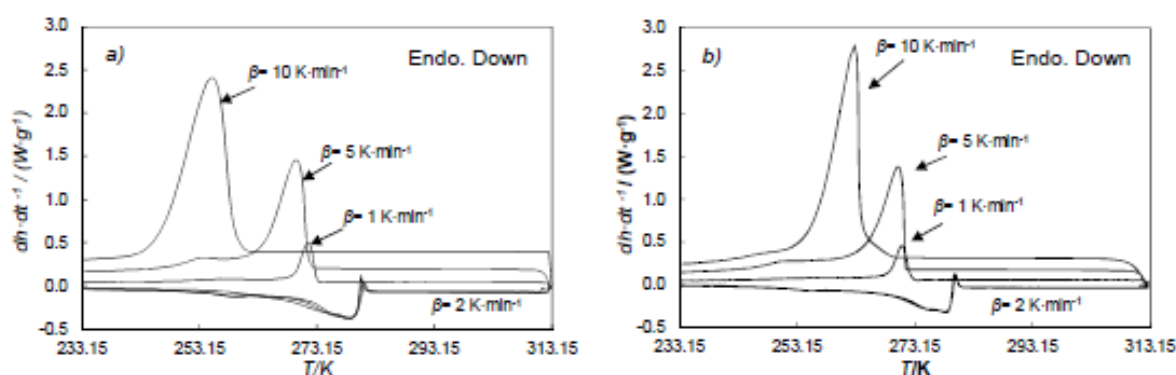 3.0
2.5
2.0
1.5
1.0
0.5
0.0
-0.5
dh·dt -1 / (W·g-1)
a)
Endo. Down
β= 10 K·min-1
β= 5 K·min-1
β= 1 K·min-1
β= 2 K·min-1
233.15 253.15 273.15 293.15 313.15
T/K
3.0
2.5
2.0
1.5
1.0
0.5
0.0
-0.5
dh·dt -1 / (W·g-1)
b)
Endo. Down
β= 10 K·min-1
β= 5 K·min-1
β= 1 K·min-1
β= 2 K·min-1
233.15 253.15 273.15 293.15 313.15
T/K